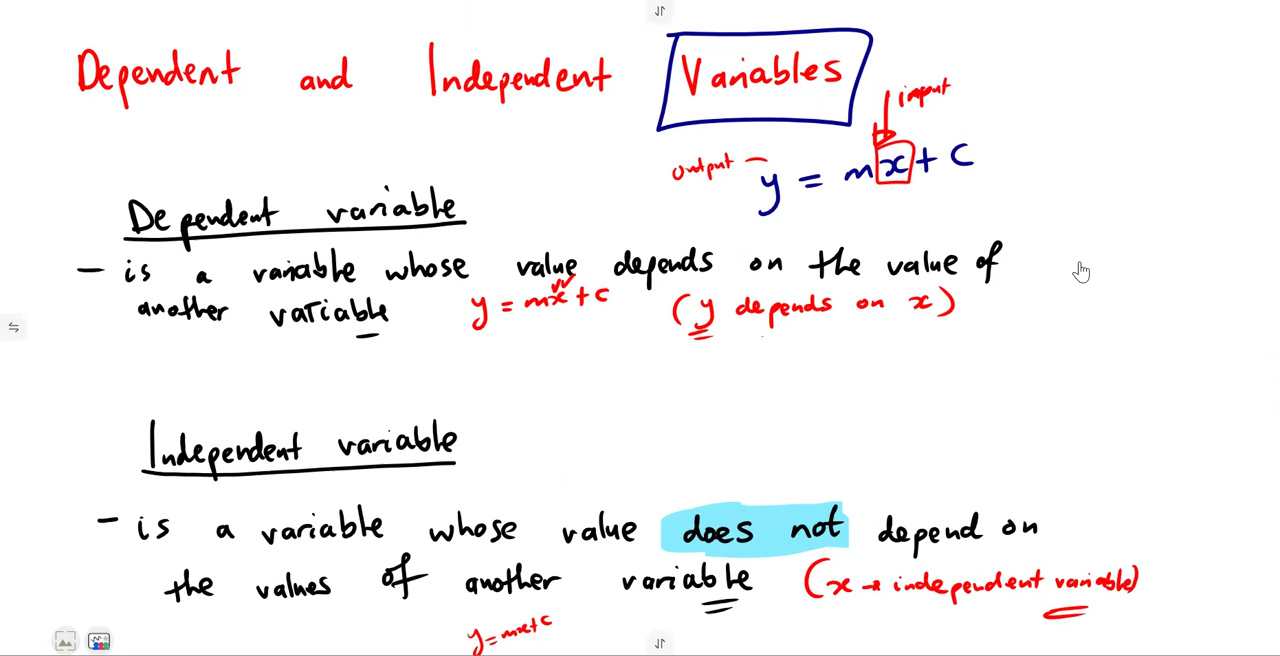 Dependent and Independent Variables
input
output - y = mx + c
Dependent variable
- is a variable whose value depends on the value of
another variable y = mx + c (y depends on x)
Independent variable
- is a variable whose value does not depend on
the values of another variable (x → independent variable)
y = mx + c